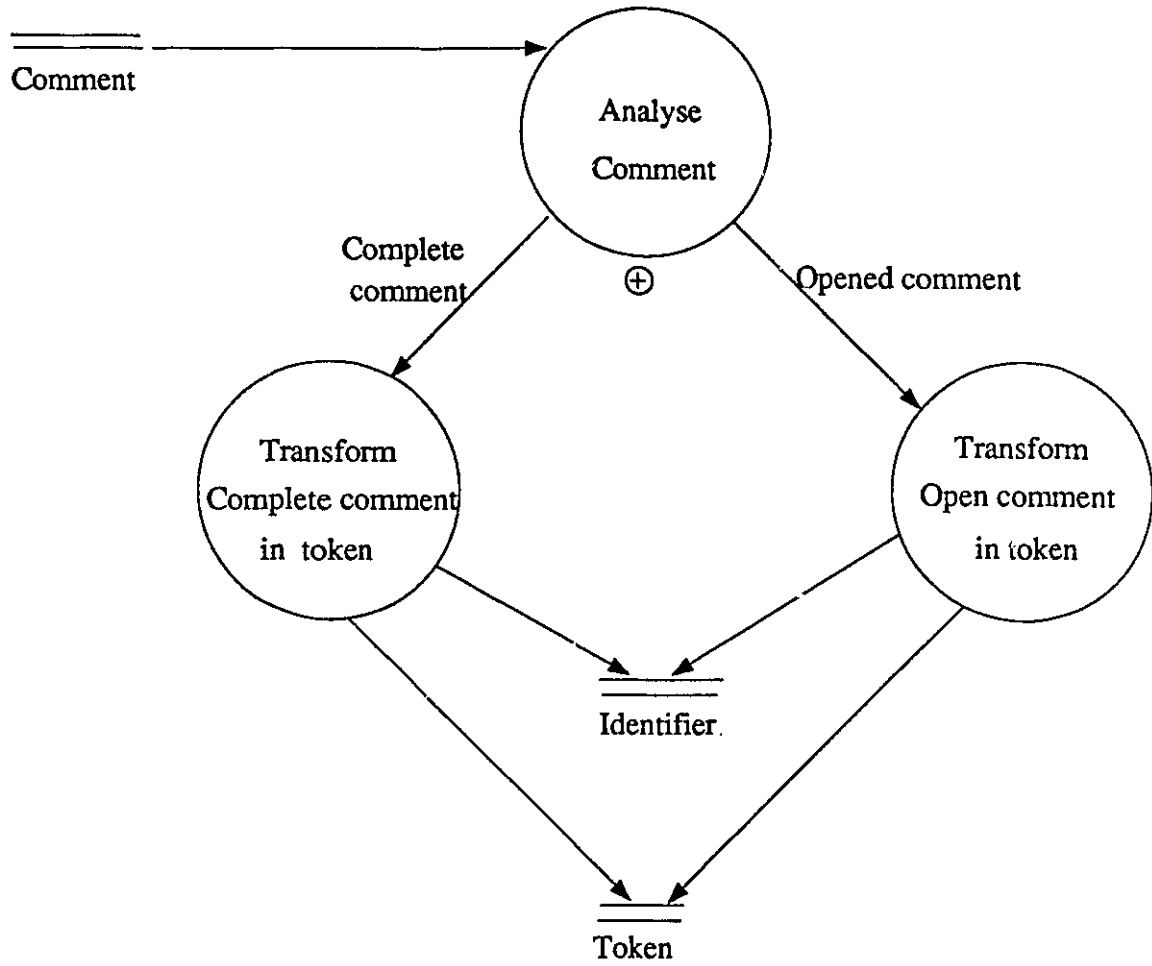 Comment
Analyse
Comment
Complete
comment
Opened comment
Transform
Complete comment
in token
Transform
Open comment
in token
Identifier.
Token